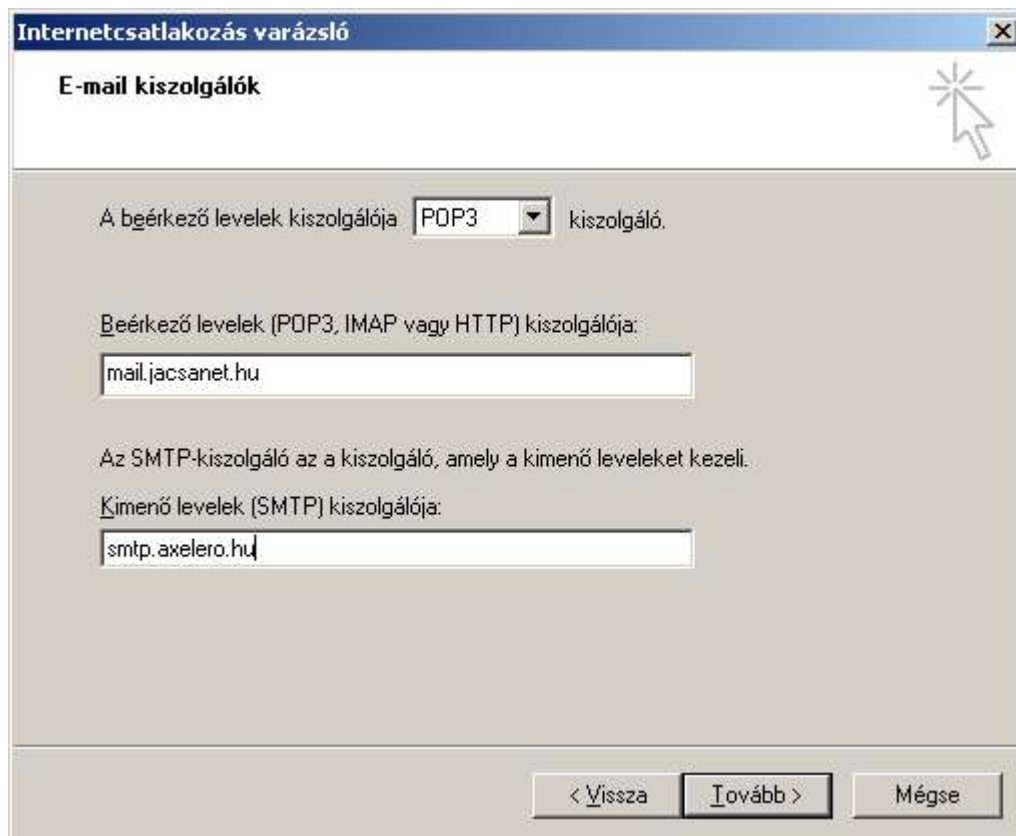 Internetcsatlakozás varázsló
E-mail kiszolgálók
A beérkező levelek kiszolgálója POP3 kiszolgáló.
Beérkező levelek (POP3, IMAP vagy HTTP) kiszolgálója:
mail.jacsanet.hu
Az SMTP-kiszolgáló az a kiszolgáló, amely a kimenő leveleket kezeli.
Kimenő levelek (SMTP) kiszolgálója:
smtp.axelero.hu
< Vissza Tovább > Mégse